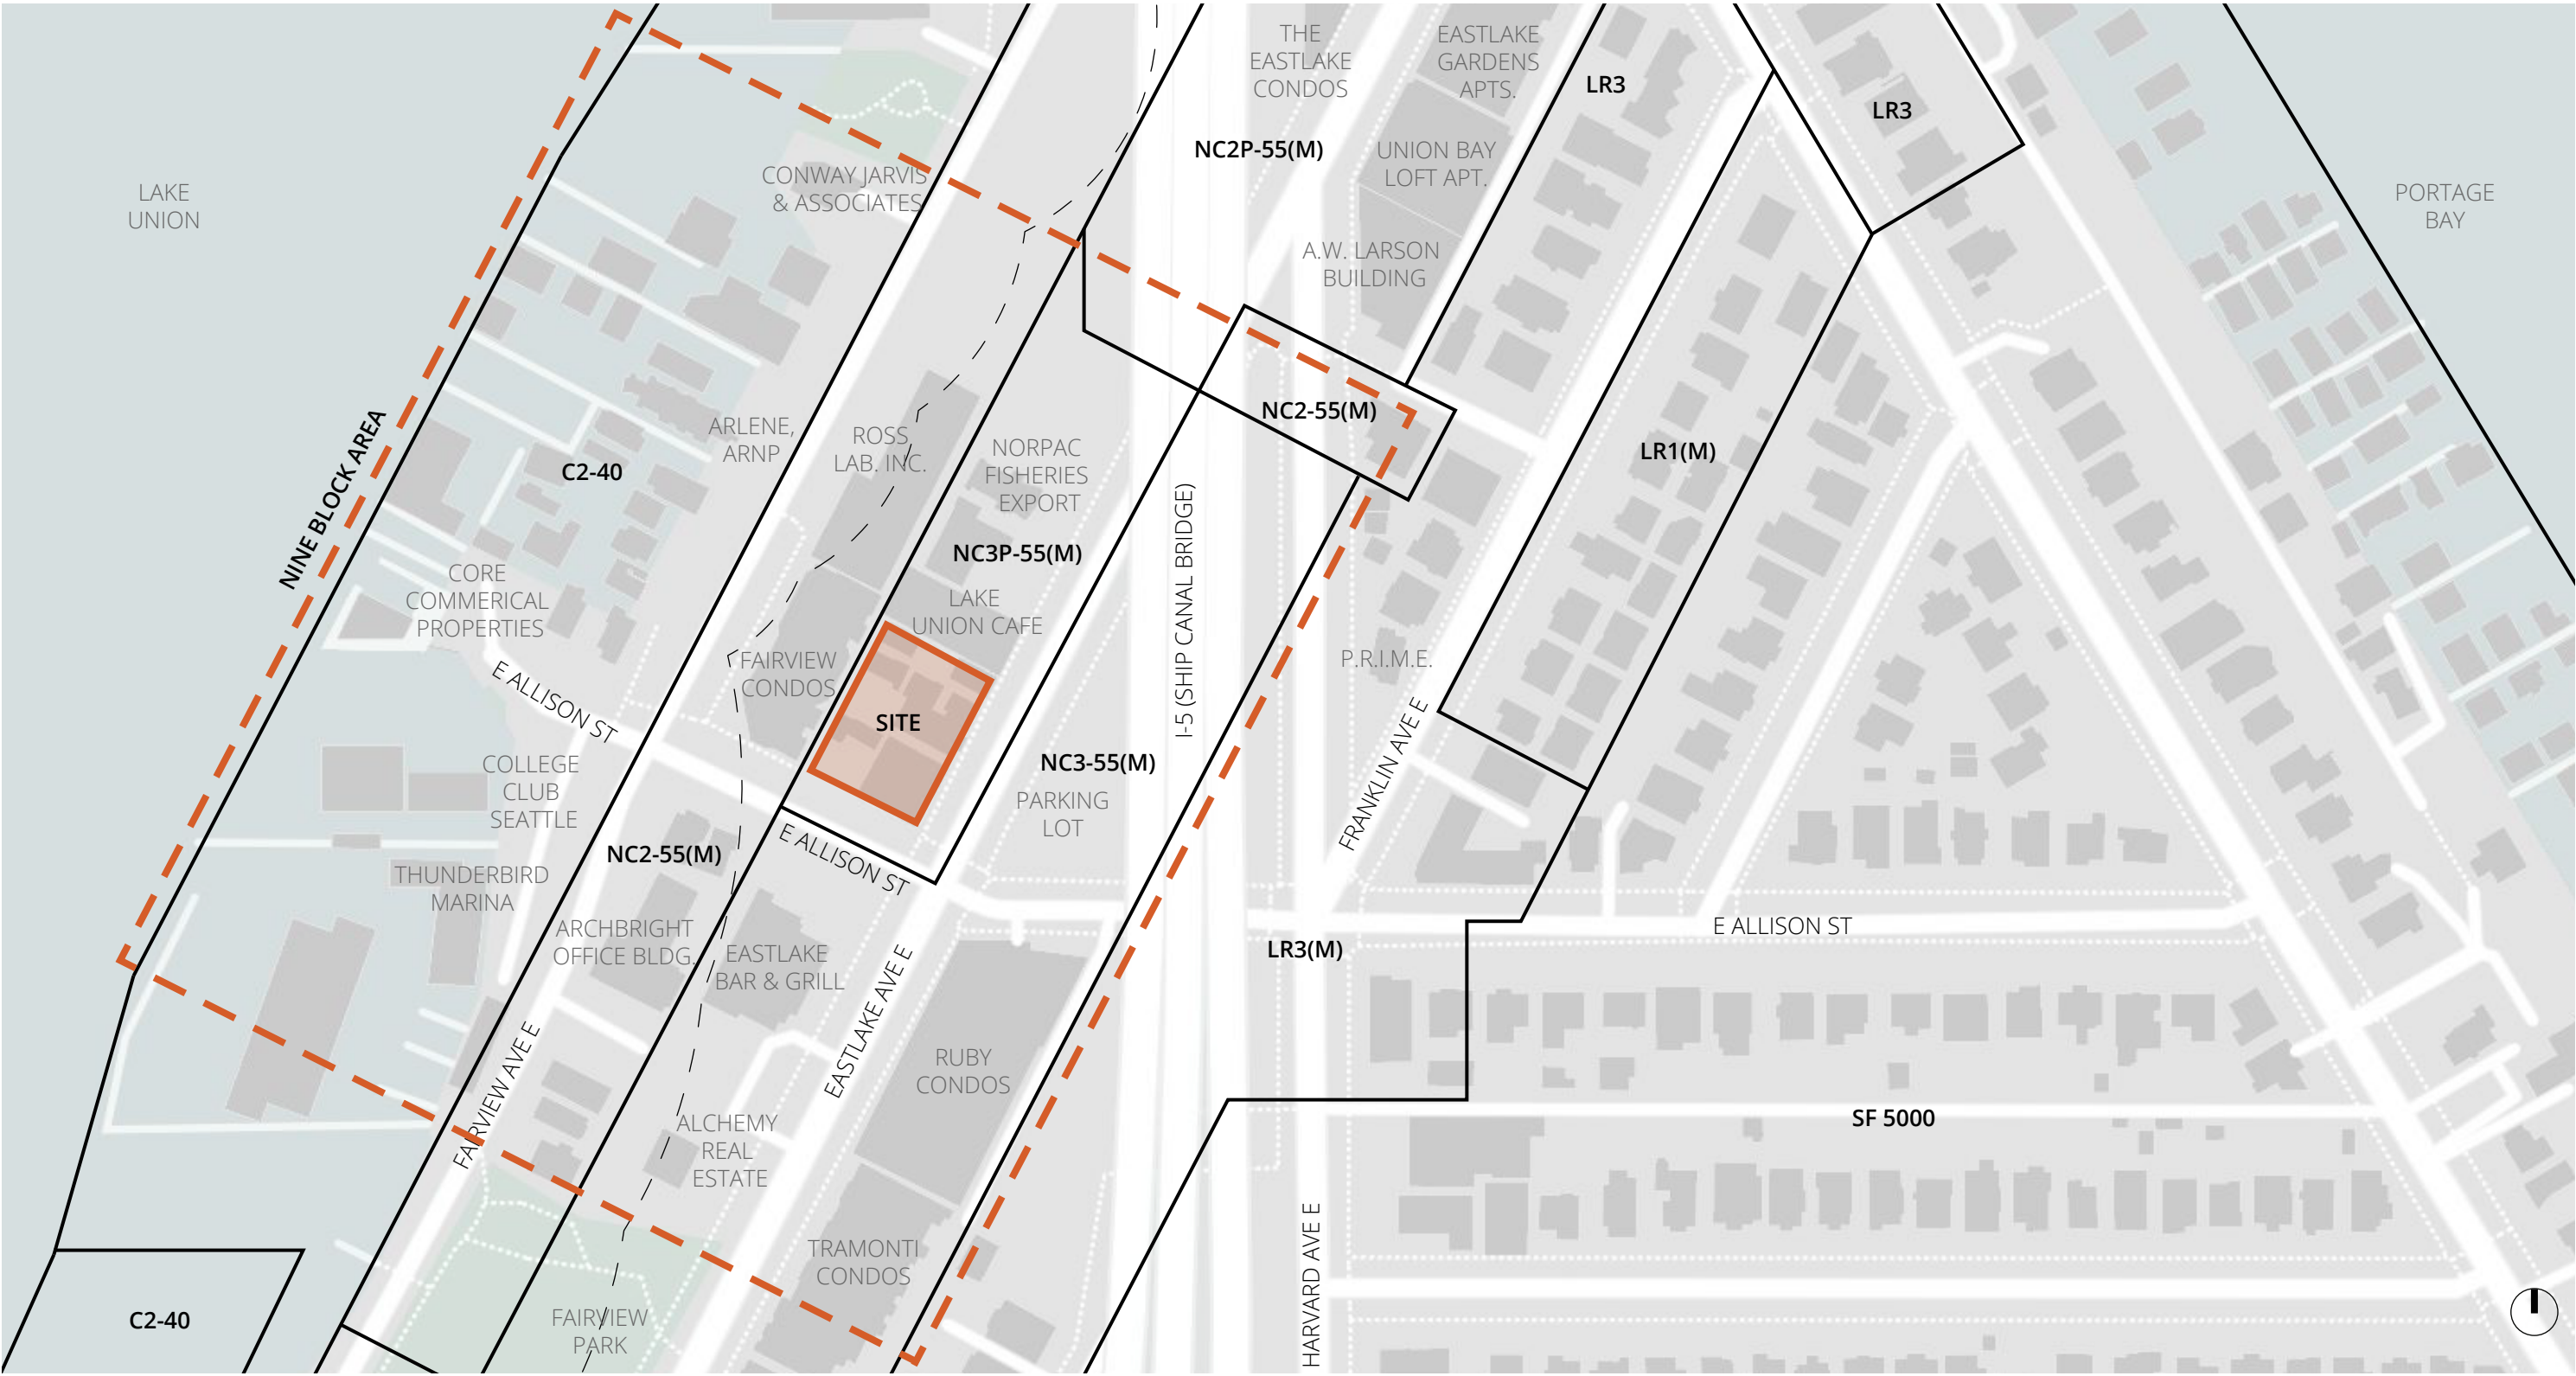 THE
EASTLAKE
CONDOS
EASTLAKE
GARDENS
APTS.
LR3
LR3
NC2P-55(M)
UNION BAY
LOFT APT.
LAKE
UNION
CONWAY JARVIS
& ASSOCIATES
PORTAGE
BAY
A.W. LARSON
BUILDING
NC2-55(M)
NINE BLOCK AREA
C2-40
ARLENE,
ARNP
ROSS
LAB. INC.
NORPAC
FISHERIES
EXPORT
LR1(M)
NC3P-55(M)
I-5 (SHIP CANAL BRIDGE)
CORE
COMMERICAL
PROPERTIES
LAKE
UNION CAFE
E ALLISON ST
FAIRVIEW
CONDOS
P.R.I.M.E.
SITE
FRANKLIN AVE E
NC3-55(M)
PARKING
LOT
COLLEGE
CLUB
SEATTLE
NC2-55(M)
E ALLISON ST
THUNDERBIRD
MARINA
ARCHBRIGHT
OFFICE BLDG.
EASTLAKE
BAR & GRILL
EASTLAKE AVE E
LR3(M)
E ALLISON ST
FAIRVIEW AVE E
RUBY
CONDOS
ALCHEMY
REAL
ESTATE
SF 5000
TRAMONTI
CONDOS
HARVARD AVE E
C2-40
FAIRVIEW
PARK